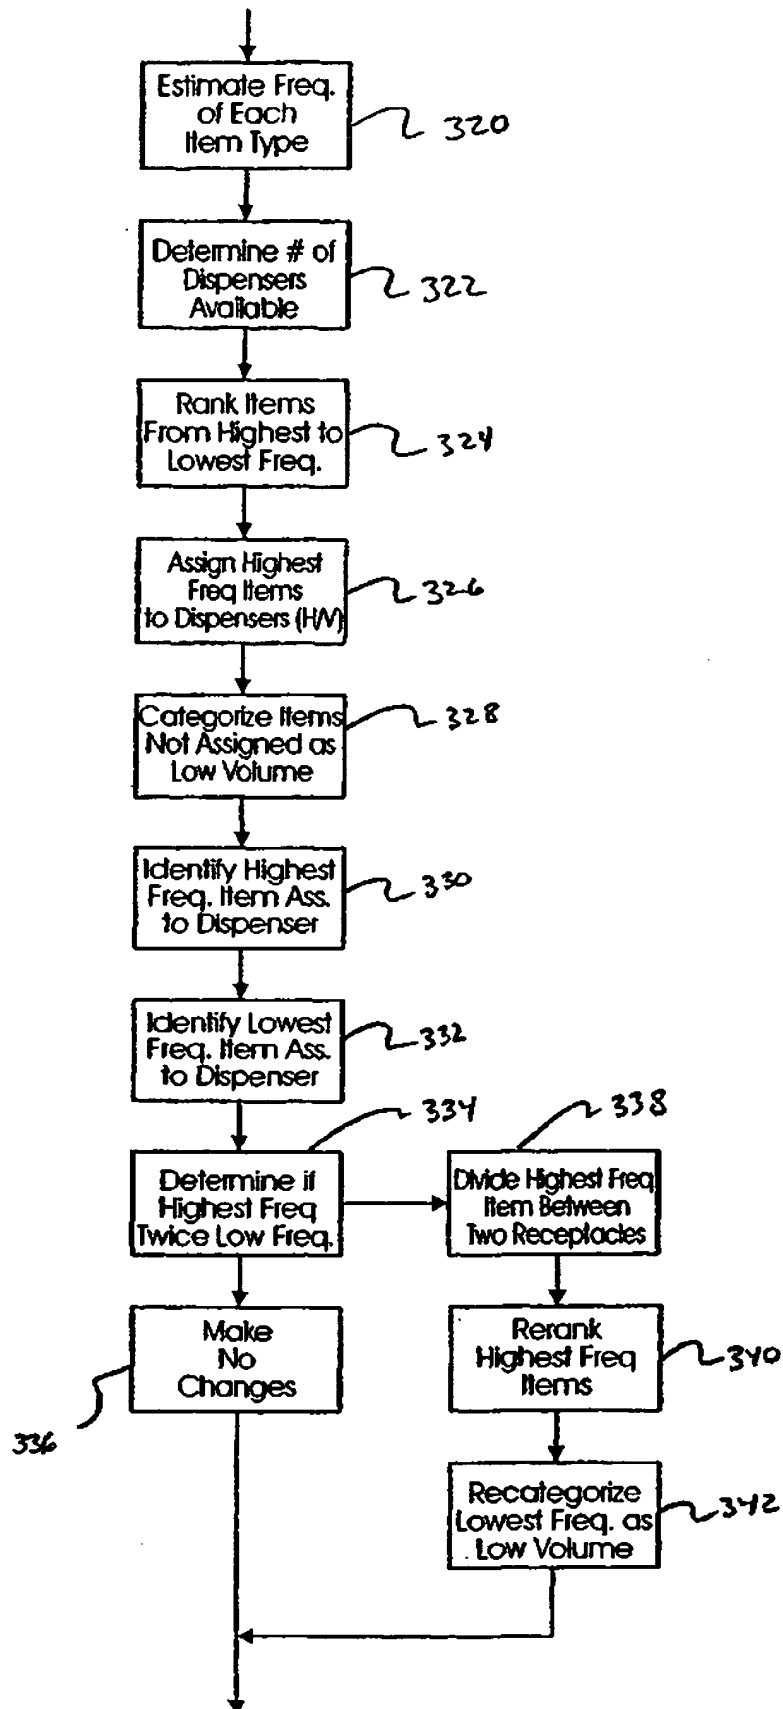 Estimate Freq.
of Each
Item Type
320
Determine # of
Dispensers
Available
322
Rank Items
From Highest to
Lowest Freq.
324
Assign Highest
Freq Items
to Dispensers (H/V)
326
Categorize Items
Not Assigned as
Low Volume
328
Identify Highest
Freq. Item Ass.
to Dispenser
330
Identify Lowest
Freq. Item Ass.
to Dispenser
332
334
Determine if
Highest Freq
Twice Low Freq.
338
Divide Highest Freq
Item Between
Two Receptacles
Make
No
Changes
336
Rerank
Highest Freq
Items
340
Recategorize
Lowest Freq. as
Low Volume
342